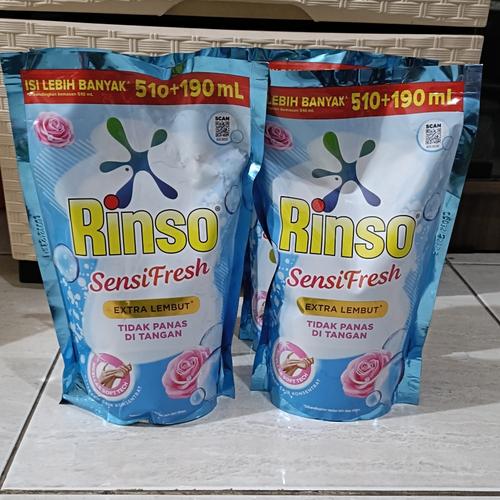 ISI LEBIH BANYAK* 510+190 mL
SCAN
Rinso
SensiFresh
EXTRA LEMBUT*
TIDAK PANAS
DI TANGAN
LEBIH BANYAK* 510+190 mL
SCAN
Rinso
SensiFresh
EXTRA LEMBUT*
TIDAK PANAS
DI TANGAN